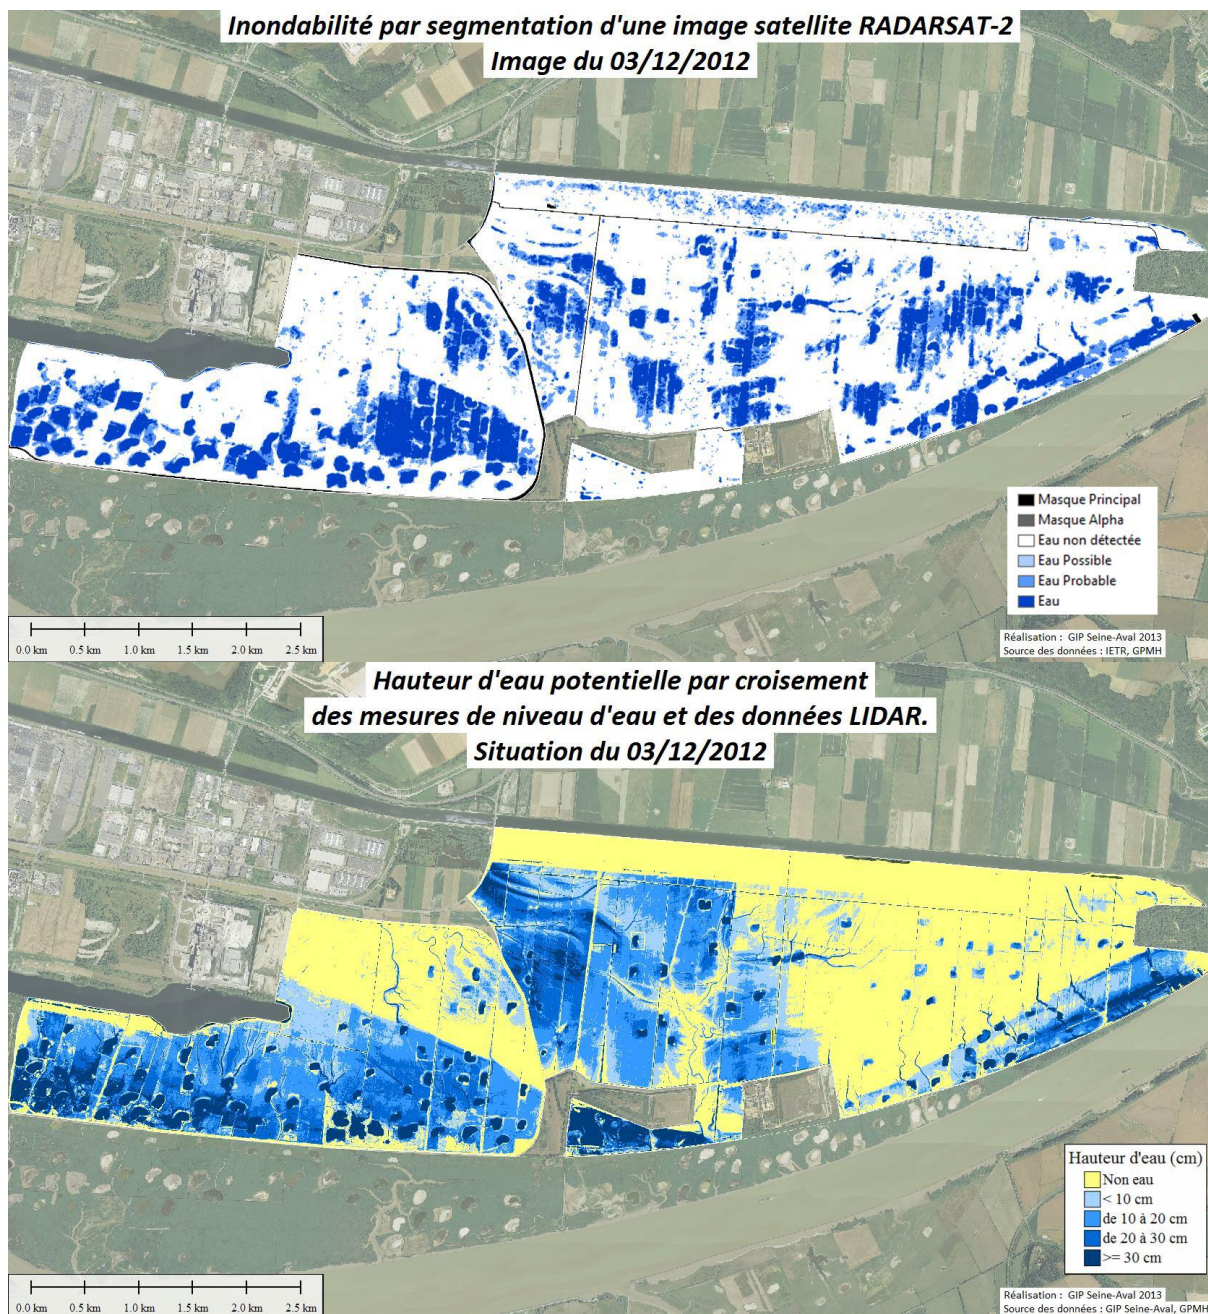 Inondabilité par segmentation d'une image satellite RADARSAT-2
Image du 03/12/2012
Masque Principal
Masque Alpha
Eau non détectée
Eau Possible
Eau Probable
Eau
Réalisation : GIP Seine-Aval 2013
Source des données : IETR, GPMH
0.0 km 0.5 km 1.0 km 1.5 km 2.0 km 2.5 km
Hauteur d'eau potentielle par croisement
des mesures de niveau d'eau et des données LIDAR.
Situation du 03/12/2012
Hauteur d'eau (cm)
Non eau
< 10 cm
de 10 à 20 cm
de 20 à 30 cm
>= 30 cm
Réalisation : GIP Seine-Aval 2013
Source des données : GIP Seine-Aval, GPMH
0.0 km 0.5 km 1.0 km 1.5 km 2.0 km 2.5 km